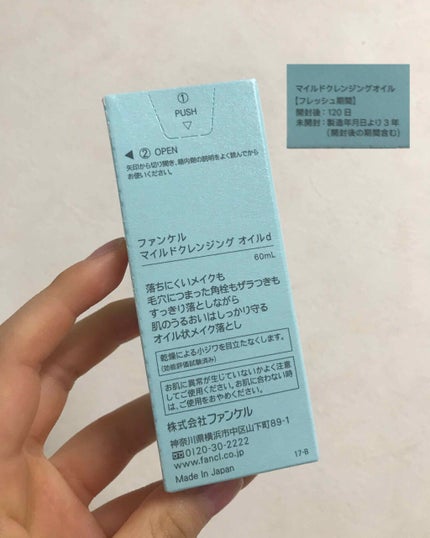 ①
PUSH
▽
◀ ② OPEN
矢印から切り開き、箱内側の説明をよく読んでから
お使いください。
ファンケル
マイルドクレンジング オイルd
60mL
落ちにくいメイクも
毛穴につまった角栓もザラつきも
すっきり落としながら
肌のうるおいはしっかり守る
オイル状メイク落とし
乾燥による小ジワを目立たなくします。
(効能評価試験済み)
お肌に異常が生じていないかよく注意
してご使用ください。お肌に合わない時
は、ご使用をおやめください。
株式会社ファンケル
神奈川県横浜市中区山下町89-1
0120-30-2222
www.fancl.co.jp
Made In Japan
17-B
マイルドクレンジングオイル
【フレッシュ期間】
開封後:120日
未開封:製造年月日より3年
(開封後の期間含む)